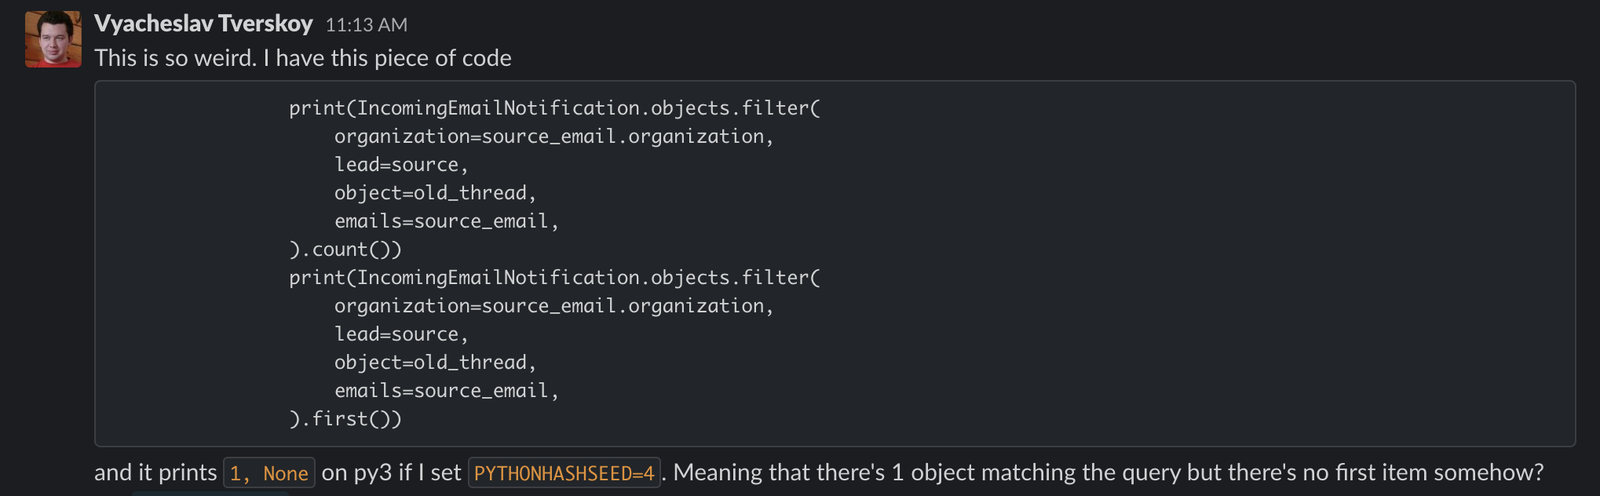 Vyacheslav Tverskoy 11:13 AM
This is so weird. I have this piece of code
print(IncomingEmailNotification.objects.filter(
    organization=source_email.organization,
    lead=source,
    object=old_thread,
    emails=source_email,
).count())
print(IncomingEmailNotification.objects.filter(
    organization=source_email.organization,
    lead=source,
    object=old_thread,
    emails=source_email,
).first())
and it prints 1, None on py3 if I set PYTHONHASHSEED=4. Meaning that there's 1 object matching the query but there's no first item somehow?